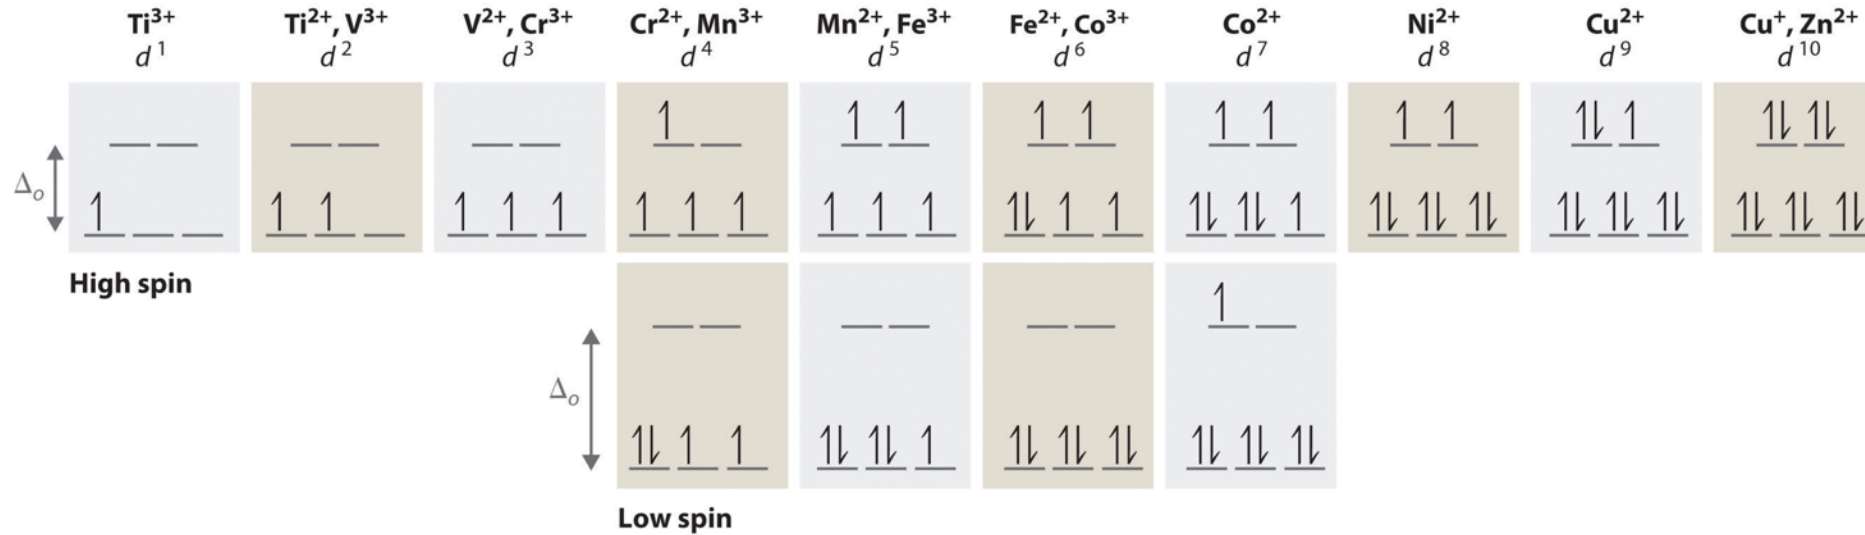 Ti³⁺ Ti²⁺, V³⁺ V²⁺, Cr³⁺ Cr²⁺, Mn³⁺ Mn²⁺, Fe³⁺ Fe²⁺, Co³⁺ Co²⁺ Ni²⁺ Cu²⁺ Cu⁺, Zn²⁺
d¹ d² d³ d⁴ d⁵ d⁶ d⁷ d⁸ d⁹ d¹⁰
Δₒ
High spin
Δₒ
Low spin